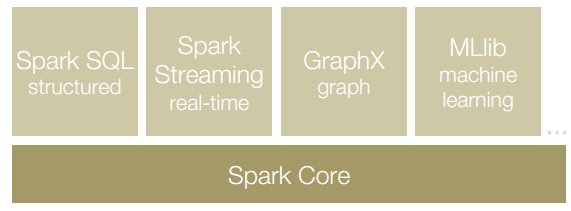 Spark SQL
structured
Spark
Streaming
real-time
GraphX
graph
MLlib
machine
learning
...
Spark Core